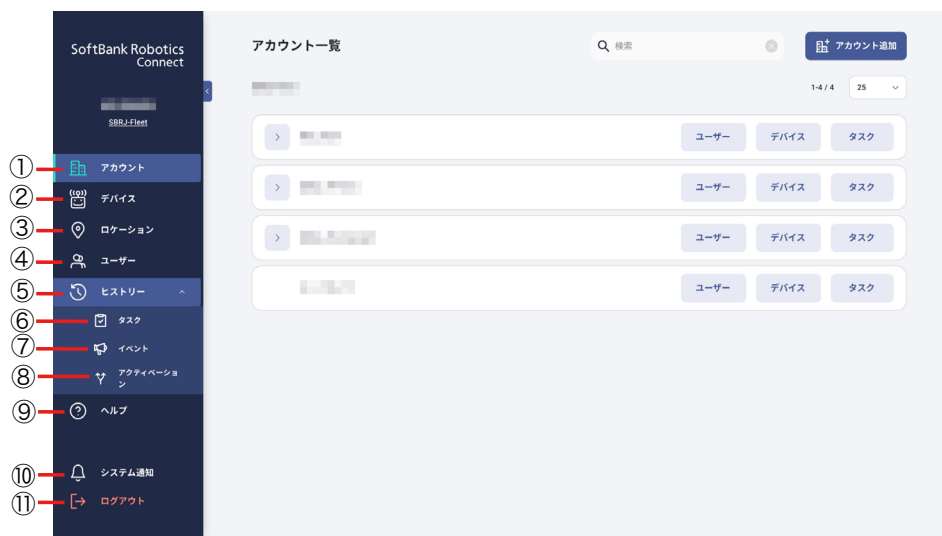 SoftBank Robotics
Connect
SBRJ-Fleet
① アカウント
② デバイス
③ ロケーション
④ ユーザー
⑤ ヒストリー
⑥ タスク
⑦ イベント
⑧ アクティベーショ
ン
⑨ ヘルプ
⑩ システム通知
⑪ ログアウト
アカウント一覧
検索
アカウント追加
1-4 / 4 25
ユーザー デバイス タスク
ユーザー デバイス タスク
ユーザー デバイス タスク
ユーザー デバイス タスク